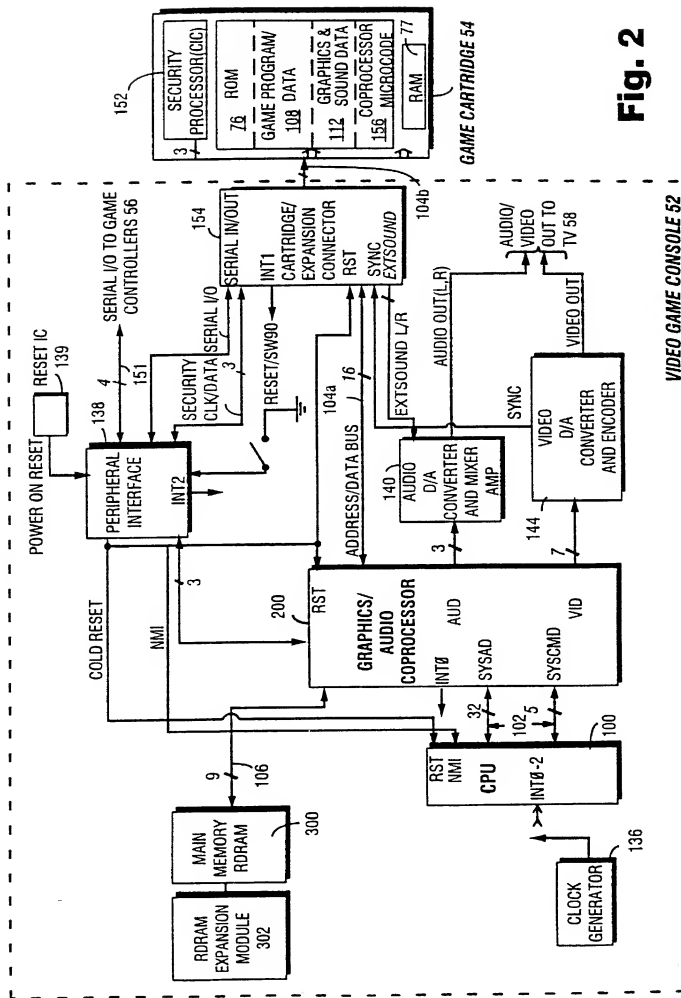 POWER ON RESET
RESET IC
139
SERIAL I/O TO GAME
CONTROLLERS 56
4
151
138
PERIPHERAL
INTERFACE
INT2
COLD RESET
NMI
3
SECURITY
CLK/DATA
SERIAL I/O
3
RESET/SW90
154
SERIAL IN/OUT
INT1
CARTRIDGE/
EXPANSION
CONNECTOR
RST
SYNC
EXTSOUND
104b
152
SECURITY
PROCESSOR(CIC)
3
ROM
76
GAME PROGRAM/
108 DATA
GRAPHICS &
112 SOUND DATA
COPROCESSOR
156 MICROCODE
77
RAM
GAME CARTRIDGE 54
104a
16
ADDRESS/DATA BUS
EXTSOUND L/R
200
RST
GRAPHICS/
AUDIO
COPROCESSOR
INTØ
AUD
SYSAD
VID
SYSCMD
140
AUDIO
D/A
CONVERTER
AND MIXER
AMP
3
AUDIO OUT(L,R)
AUDIO/
VIDEO
OUT TO
TV 58
SYNC
VIDEO
D/A
CONVERTER
AND ENCODER
144
7
VIDEO OUT
9
106
MAIN
MEMORY
RDRAM
300
RDRAM
EXPANSION
MODULE
302
32
102
5
RST
NMI
CPU
INTØ-2
100
CLOCK
GENERATOR
136
VIDEO GAME CONSOLE 52
Fig. 2